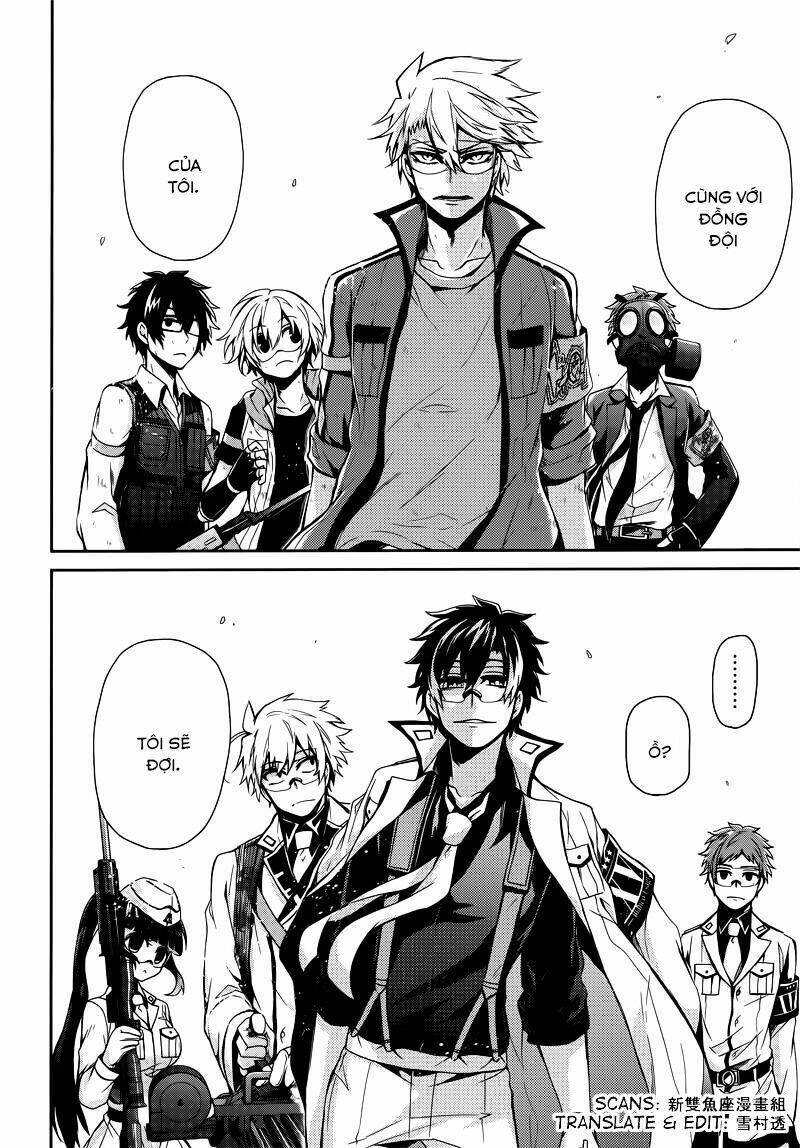 CÙNG VỚI
ĐỒNG
ĐỘI
CỦA
TÔI.
.........
Ồ?
TÔI SẼ
ĐỢI.
SCANS: 新雙魚座漫畫組
TRANSLATE & EDIT: 雪村透